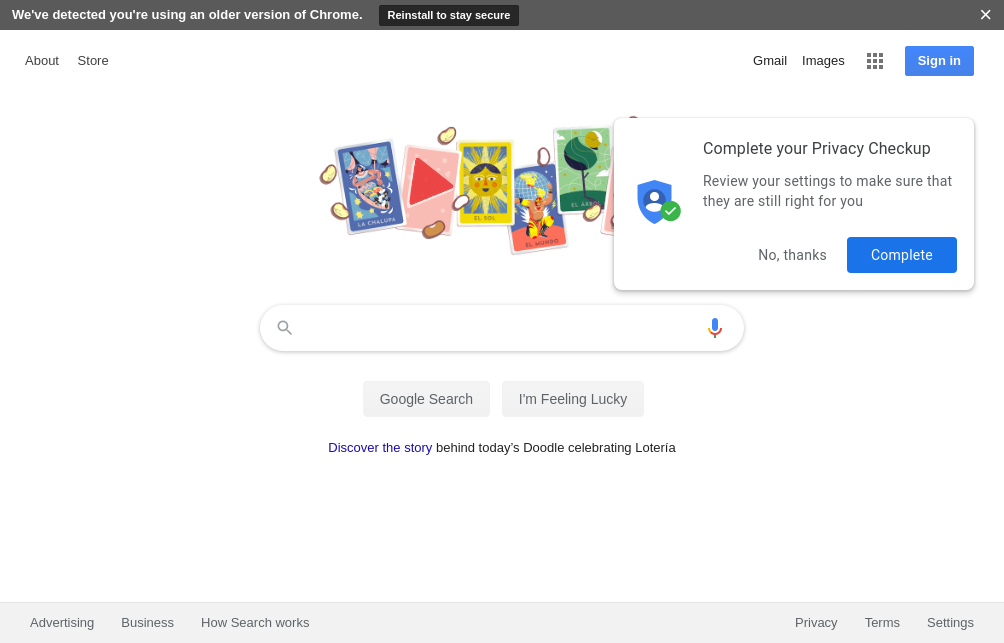 We've detected you're using an older version of Chrome. Reinstall to stay secure
About Store Gmail Images Sign in
LA CHALUPA
EL SOL
EL MUNDO
Complete your Privacy Checkup
Review your settings to make sure that
they are still right for you
No, thanks Complete
Google Search I'm Feeling Lucky
Discover the story behind today’s Doodle celebrating Lotería
Advertising Business How Search works Privacy Terms Settings